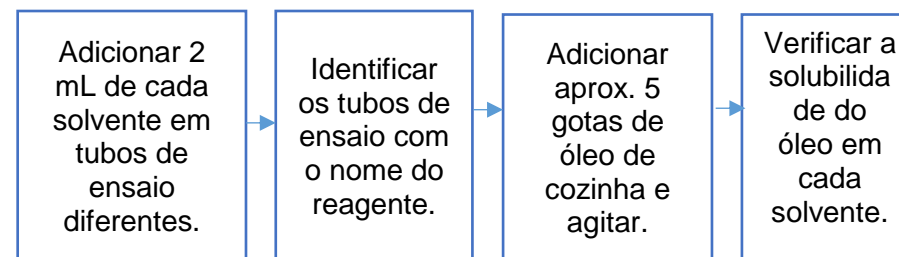 Adicionar 2
mL de cada
solvente em
tubos de
ensaio
diferentes.
Identificar
os tubos de
ensaio com
o nome do
reagente.
Adicionar
aprox. 5
gotas de
óleo de
cozinha e
agitar.
Verificar a
solubilida
de do
óleo em
cada
solvente.